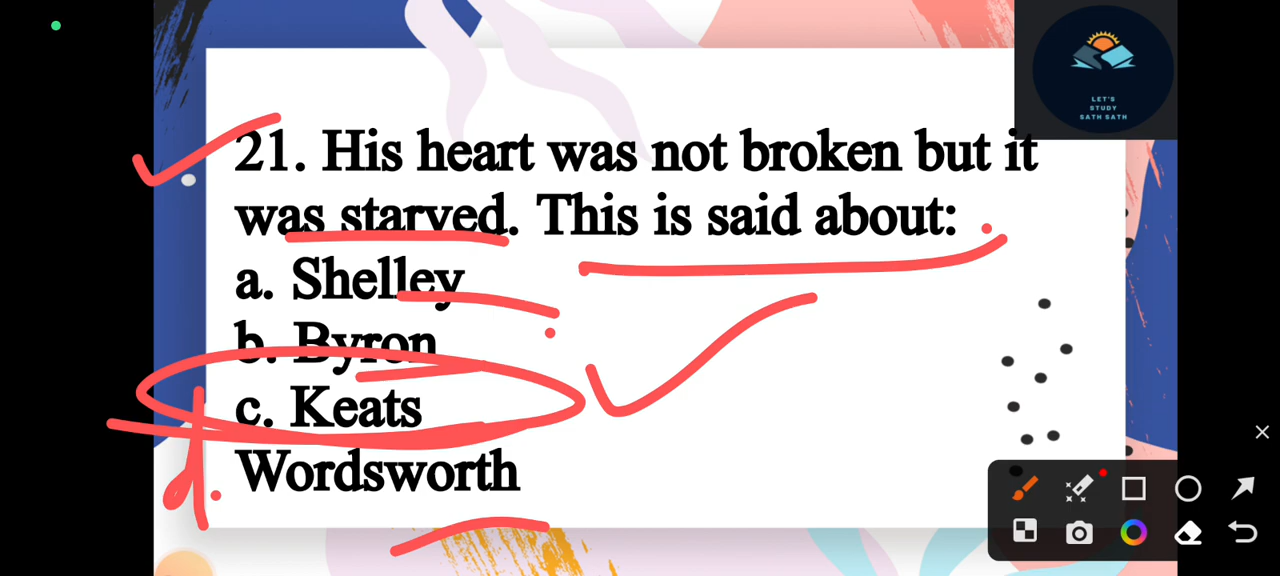 LET'S
STUDY
SATH SATH
21. His heart was not broken but it
was starved. This is said about:
a. Shelley
b. Byron
c. Keats
d. Wordsworth